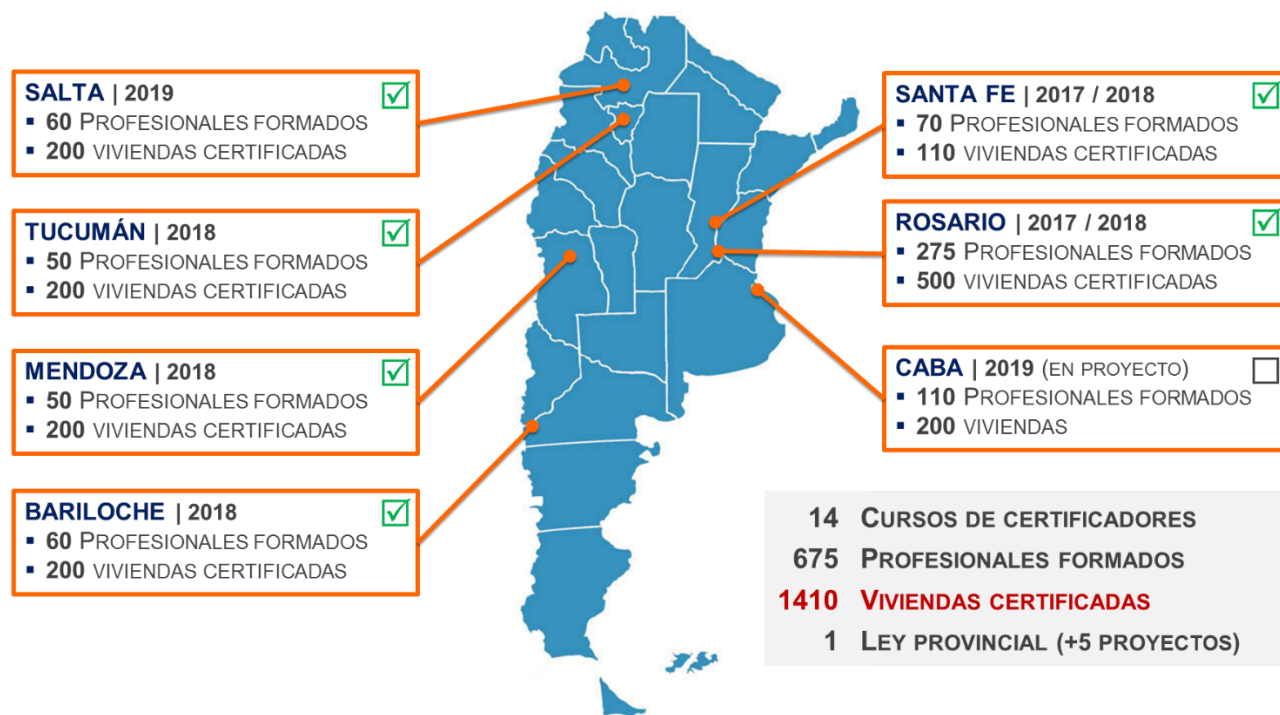 SALTA | 2019
▪ 60 PROFESIONALES FORMADOS
▪ 200 VIVIENDAS CERTIFICADAS
TUCUMÁN | 2018
▪ 50 PROFESIONALES FORMADOS
▪ 200 VIVIENDAS CERTIFICADAS
MENDOZA | 2018
▪ 50 PROFESIONALES FORMADOS
▪ 200 VIVIENDAS CERTIFICADAS
BARILOCHE | 2018
▪ 60 PROFESIONALES FORMADOS
▪ 200 VIVIENDAS CERTIFICADAS
SANTA FE | 2017 / 2018
▪ 70 PROFESIONALES FORMADOS
▪ 110 VIVIENDAS CERTIFICADAS
ROSARIO | 2017 / 2018
▪ 275 PROFESIONALES FORMADOS
▪ 500 VIVIENDAS CERTIFICADAS
CABA | 2019 (EN PROYECTO)
▪ 110 PROFESIONALES FORMADOS
▪ 200 VIVIENDAS
14 CURSOS DE CERTIFICADORES
675 PROFESIONALES FORMADOS
1410 VIVIENDAS CERTIFICADAS
1 LEY PROVINCIAL (+5 PROYECTOS)